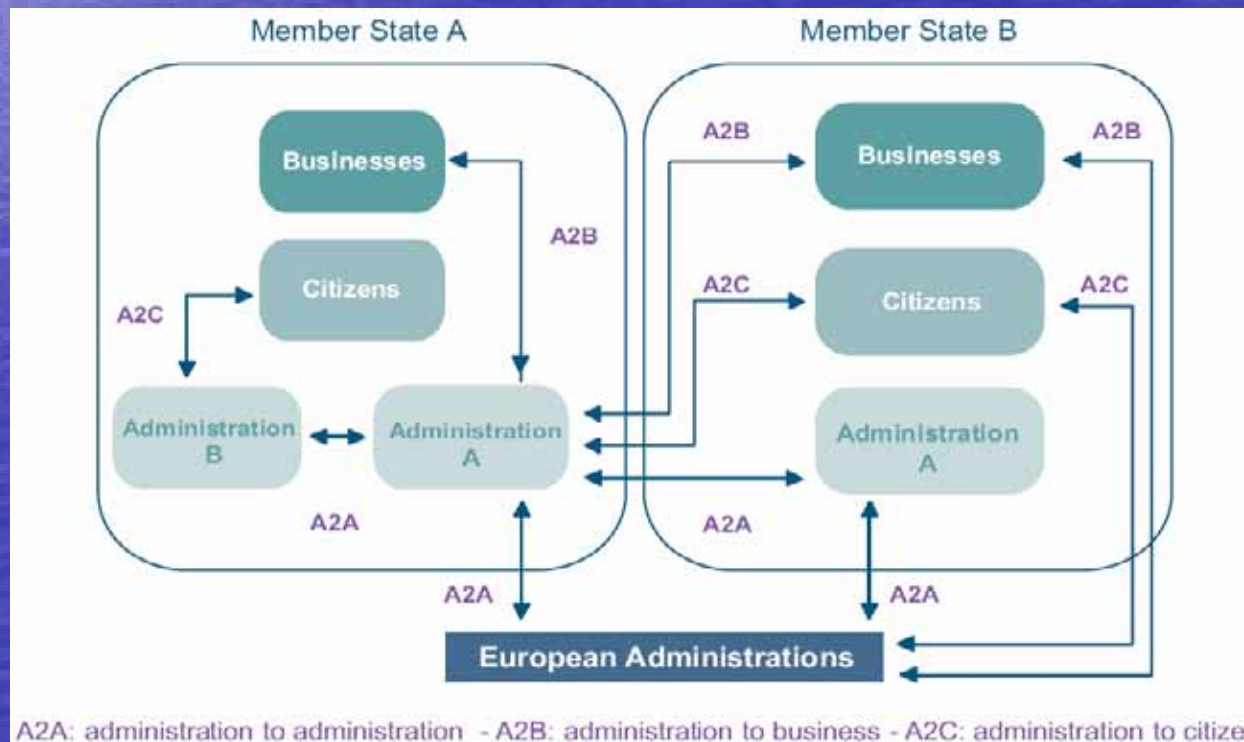 Member State A
Member State B
Businesses
A2B
Citizens
A2C
Administration
B
Administration
A
A2A
A2B
Businesses
A2B
A2C
Citizens
A2C
Administration
A
A2A
A2A
A2A
European Administrations
A2A: administration to administration - A2B: administration to business - A2C: administration to citize